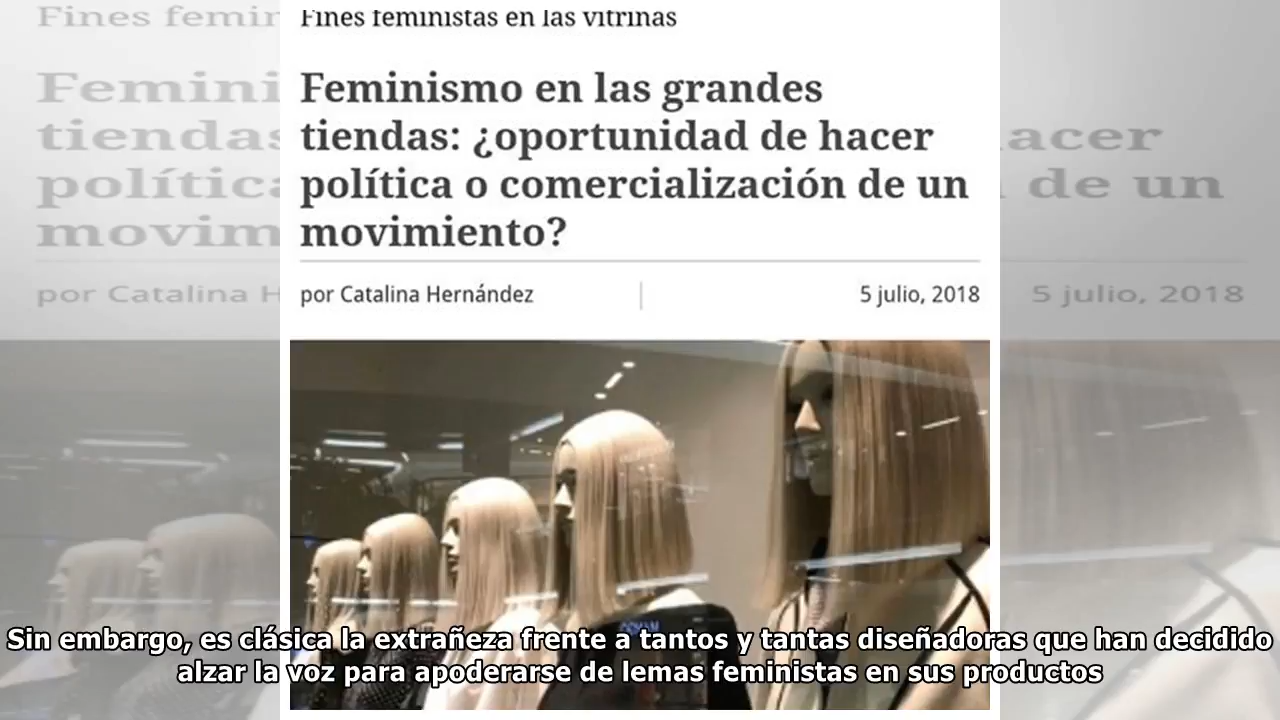 Fines feministas en las vitrinas
Feminismo en las grandes
tiendas: ¿oportunidad de hacer
política o comercialización de un
movimiento?
por Catalina Hernández
5 julio, 2018
Sin embargo, es clásica la extrañeza frente a tantos y tantas diseñadoras que han decidido
alzar la voz para apoderarse de lemas feministas en sus productos